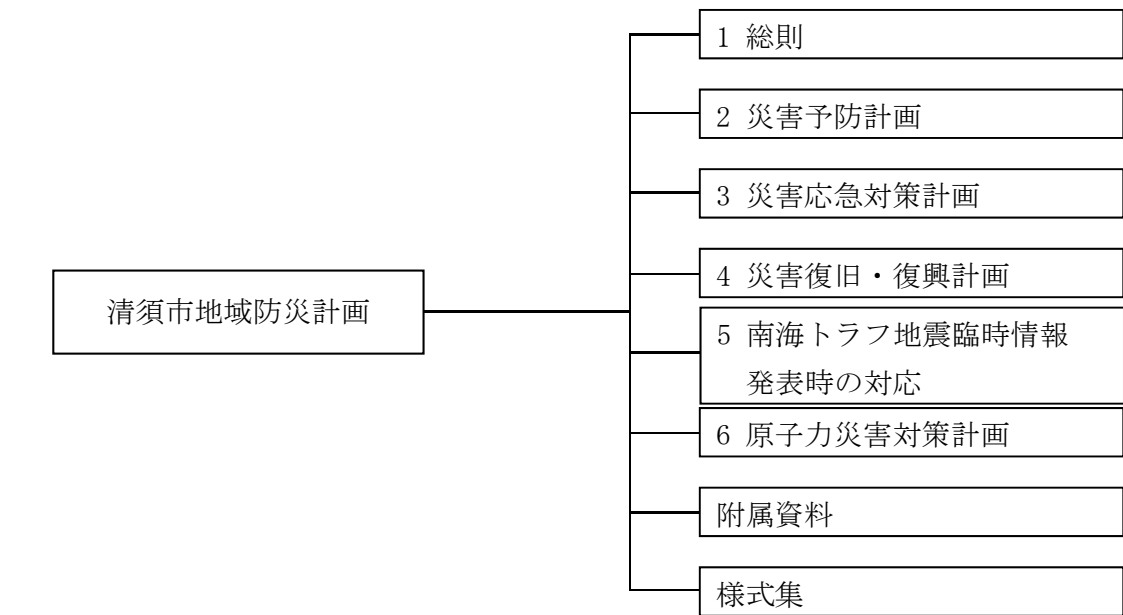 1 総則
2 災害予防計画
3 災害応急対策計画
4 災害復旧・復興計画
清須市地域防災計画
5 南海トラフ地震臨時情報
発表時の対応
6 原子力災害対策計画
附属資料
様式集